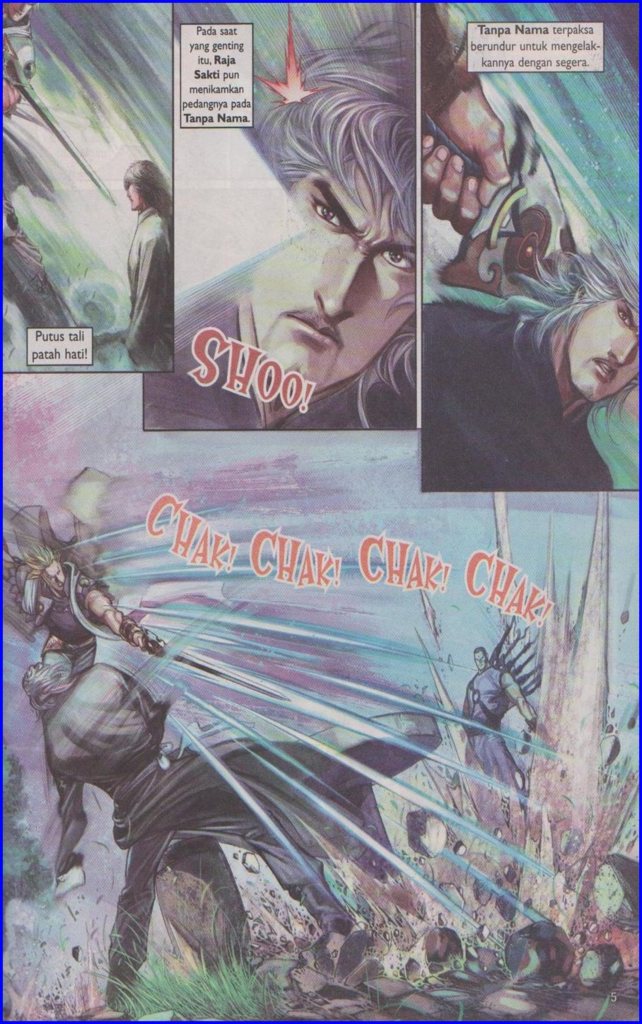 Putus tali
patah hati!
Pada saat
yang genting
itu, Raja
Sakti pun
menikamkan
pedangnya pada
Tanpa Nama.
SHOO!
Tanpa Nama terpaksa
berundur untuk mengelak-
kannya dengan segera.
CHAK! CHAK! CHAK! CHAK!
5